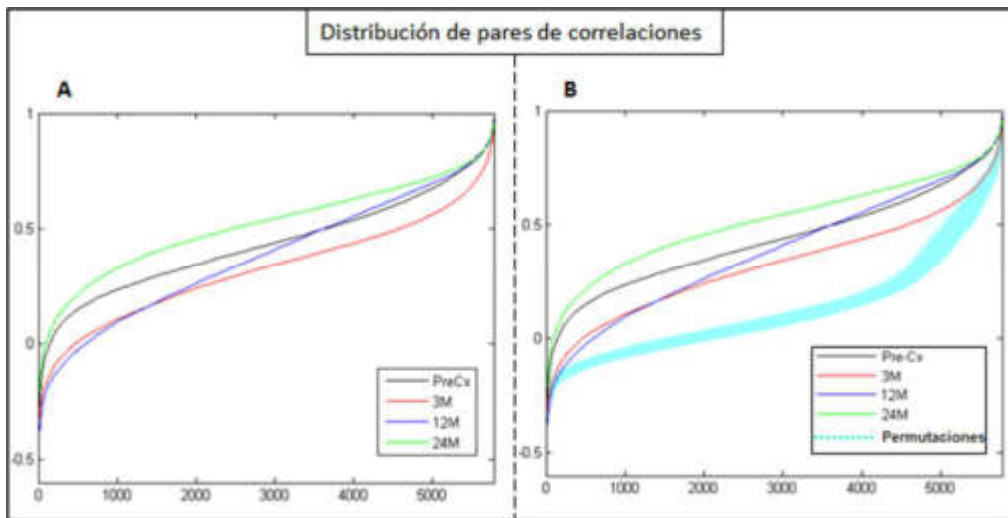 Distribución de pares de correlaciones
A
1
0.5
0
-0.5
0
1000
2000
3000
4000
5000
PreCx
3M
12M
24M
B
1
0.5
0
-0.5
0
1000
2000
3000
4000
5000
Pre-Cx
3M
12M
24M
Permutaciones